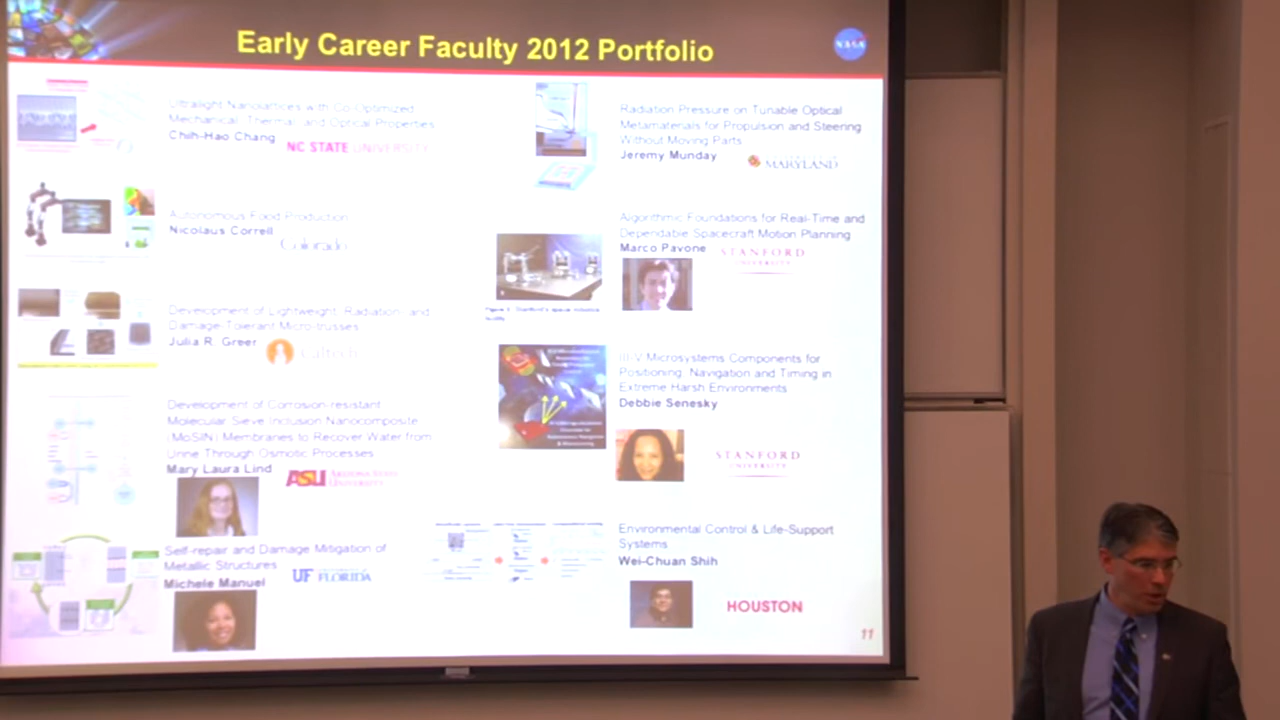 Early Career Faculty 2012 Portfolio
NASA
Ultralight Nanolattices with Co-Optimized
Mechanical, Thermal, and Optical Properties
Chih-Hao Chang
NC STATE UNIVERSITY
Autonomous Food Production
Nicolaus Correll
Colorado
Development of Lightweight, Radiation- and
Damage-Tolerant Micro-trusses
Julia R. Greer
Caltech
Development of Corrosion-resistant
Molecular Sieve Inclusion Nanocomposite
(MoSIN) Membranes to Recover Water from
Urine Through Osmotic Processes
Mary Laura Lind
ASU ARIZONA STATE
UNIVERSITY
Self-repair and Damage Mitigation of
Metallic Structures
Michele Manuel
UF FLORIDA
Radiation Pressure on Tunable Optical
Metamaterials for Propulsion and Steering
Without Moving Parts
Jeremy Munday
MARYLAND
Algorithmic Foundations for Real-Time and
Dependable Spacecraft Motion Planning
Marco Pavone
STANFORD
UNIVERSITY
III-V Microsystems Components for
Positioning, Navigation and Timing in
Extreme Harsh Environments
Debbie Senesky
STANFORD
UNIVERSITY
Environmental Control & Life-Support
Systems
Wei-Chuan Shih
HOUSTON
11